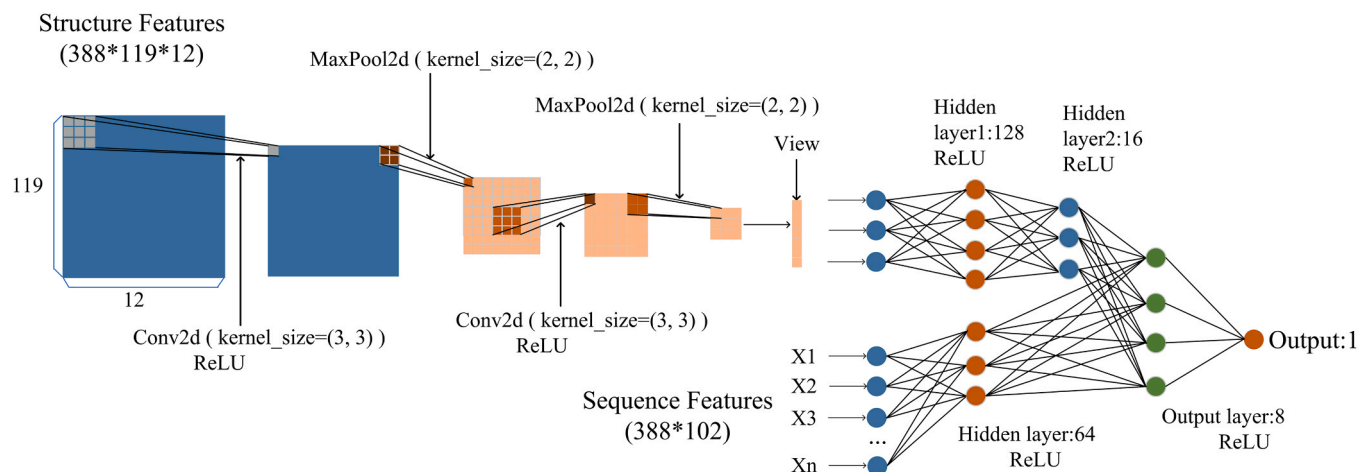 Structure Features
(388*119*12)
MaxPool2d ( kernel_size=(2, 2) )
MaxPool2d ( kernel_size=(2, 2) )
View
Hidden
layer1:128
ReLU
Hidden
layer2:16
ReLU
119
12
Conv2d ( kernel_size=(3, 3) )
ReLU
Conv2d ( kernel_size=(3, 3) )
ReLU
Sequence Features
(388*102)
X1
X2
X3
...
Xn
Hidden layer:64
ReLU
Output layer:8
ReLU
Output:1